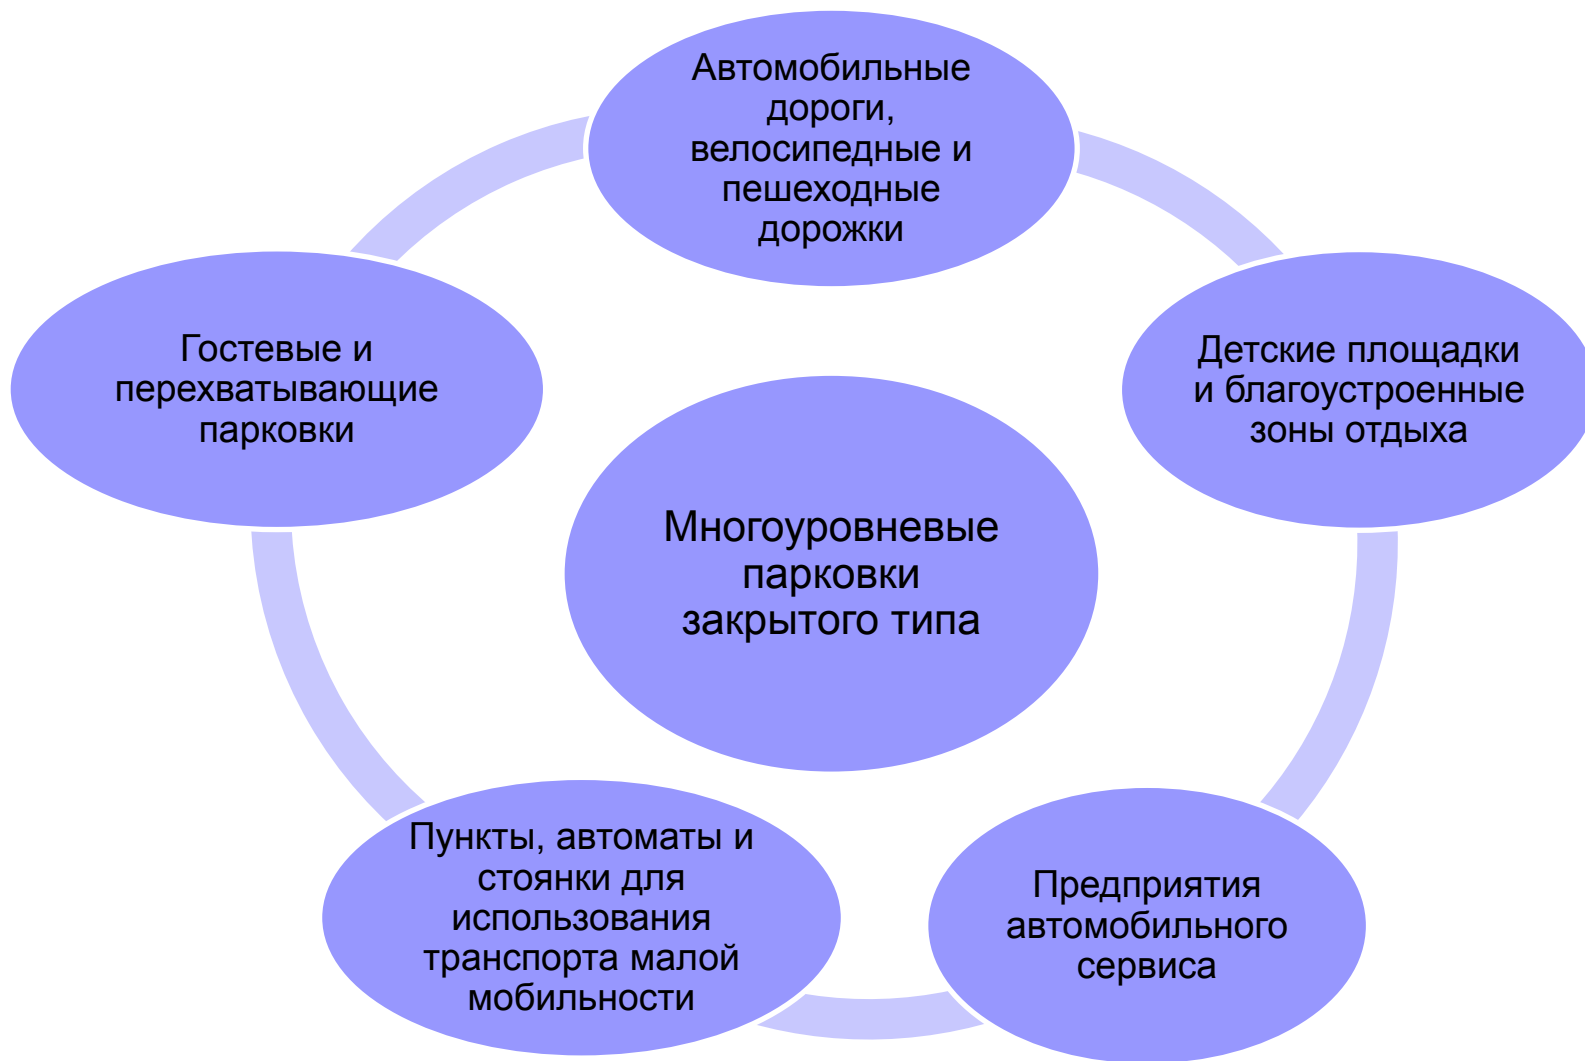 Автомобильные
дороги,
велосипедные и
пешеходные
дорожки
Гостевые и
перехватывающие
парковки
Детские площадки
и благоустроенные
зоны отдыха
Многоуровневые
парковки
закрытого типа
Пункты, автоматы и
стоянки для
использования
транспорта малой
мобильности
Предприятия
автомобильного
сервиса